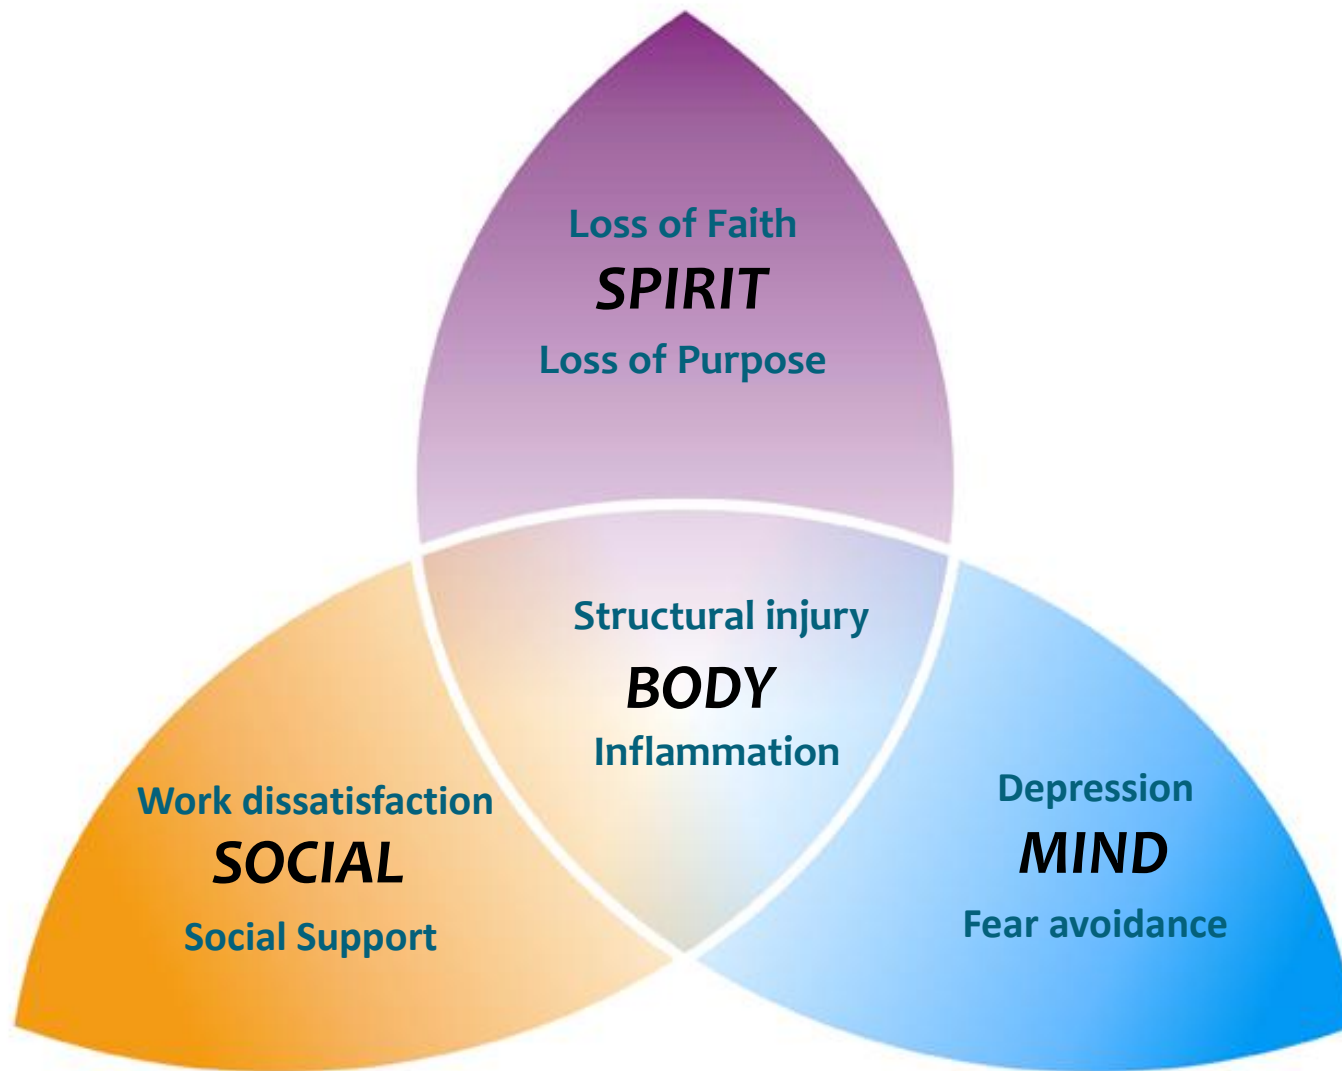 Loss of Faith
SPIRIT
Loss of Purpose
Structural injury
BODY
Inflammation
Work dissatisfaction
SOCIAL
Social Support
Depression
MIND
Fear avoidance